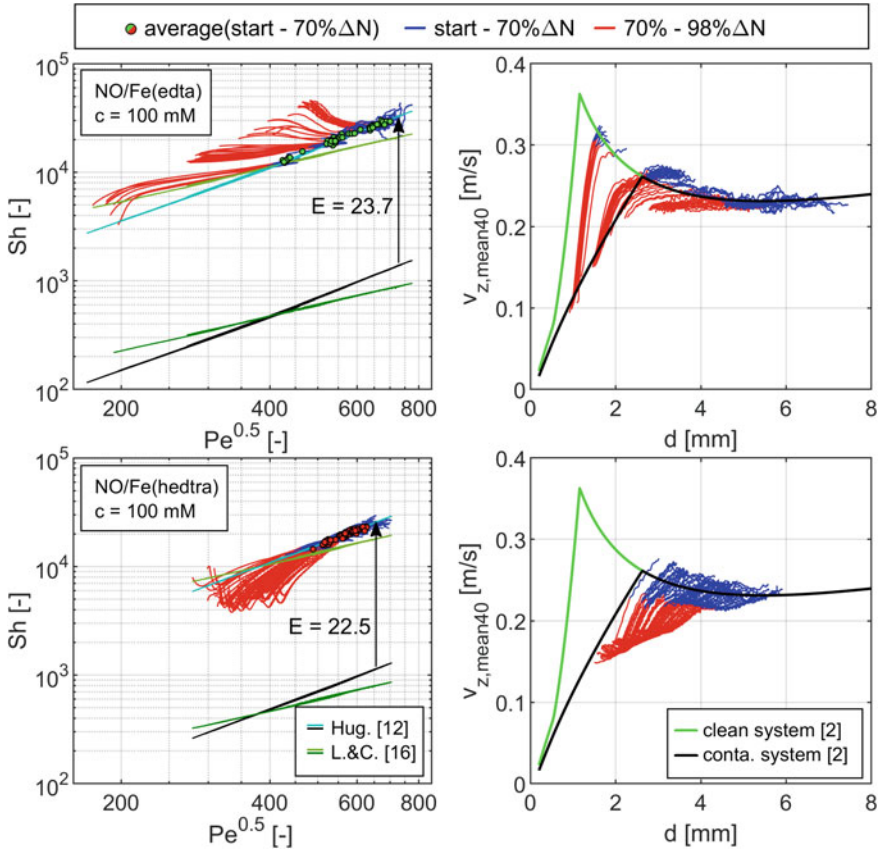 average(start - 70%ΔN) start - 70%ΔN 70% - 98%ΔN
10^5
10^4
10^3
10^2
Sh [-]
NO/Fe(edta)
c = 100 mM
E = 23.7
200 400 600 800
Pe^0.5 [-]
0.4
0.3
0.2
0.1
0
v_z,mean40 [m/s]
0 2 4 6 8
d [mm]
10^5
10^4
10^3
10^2
Sh [-]
NO/Fe(hedtra)
c = 100 mM
E = 22.5
Hug. [12]
L.&C. [16]
200 400 600 800
Pe^0.5 [-]
0.4
0.3
0.2
0.1
0
v_z,mean40 [m/s]
clean system [2]
conta. system [2]
0 2 4 6 8
d [mm]